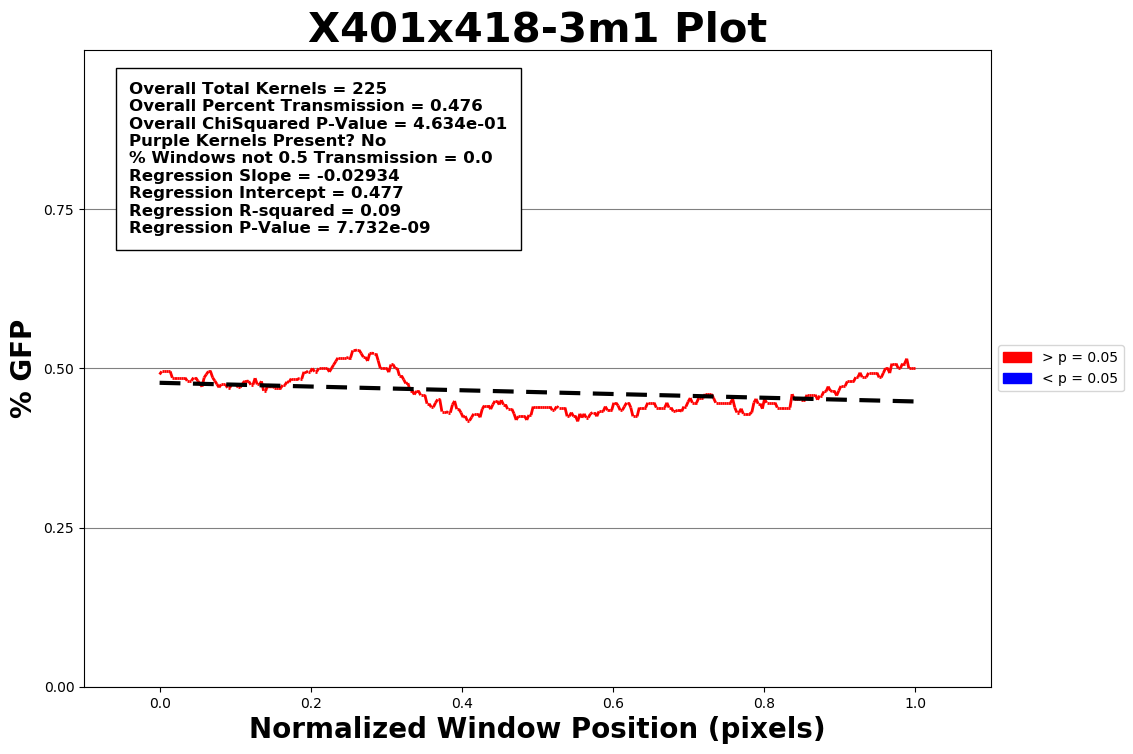 X401x418-3m1 Plot
Overall Total Kernels = 225
Overall Percent Transmission = 0.476
Overall ChiSquared P-Value = 4.634e-01
Purple Kernels Present? No
% Windows not 0.5 Transmission = 0.0
Regression Slope = -0.02934
Regression Intercept = 0.477
Regression R-squared = 0.09
Regression P-Value = 7.732e-09
% GFP
0.75
0.50
0.25
0.00
> p = 0.05
< p = 0.05
0.0 0.2 0.4 0.6 0.8 1.0
Normalized Window Position (pixels)